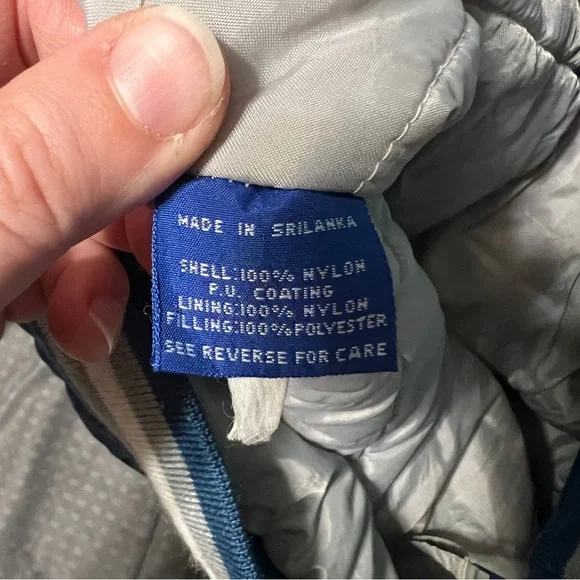 MADE IN SRILANKA
SHELL:100% NYLON
P.U. COATING
LINING:100% NYLON
FILLING:100%POLYESTER
SEE REVERSE FOR CARE